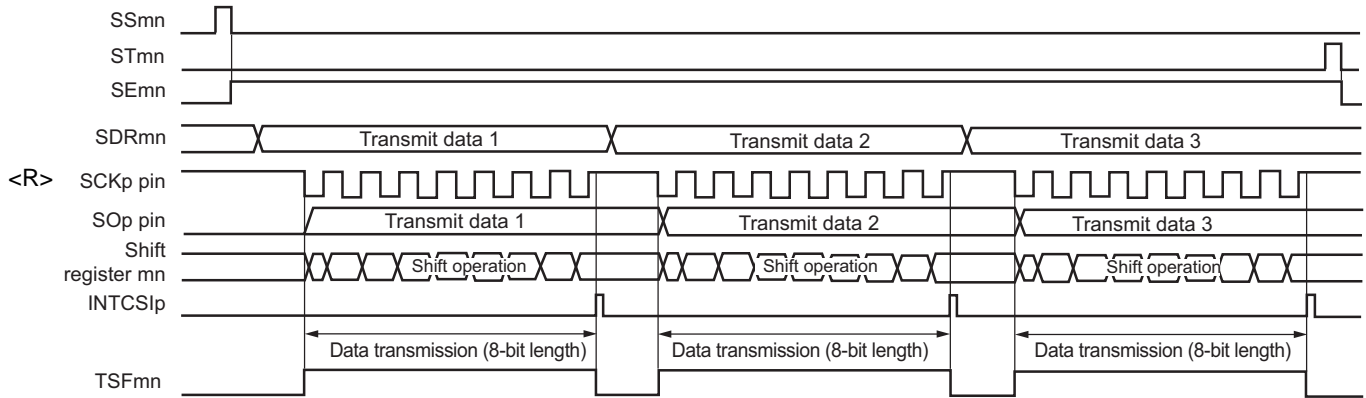 SSmn
STmn
SEmn
SDRmn Transmit data 1 Transmit data 2 Transmit data 3
<R> SCKp pin
SOp pin Transmit data 1 Transmit data 2 Transmit data 3
Shift
register mn Shift operation Shift operation Shift operation
INTCSIp
Data transmission (8-bit length) Data transmission (8-bit length) Data transmission (8-bit length)
TSFmn